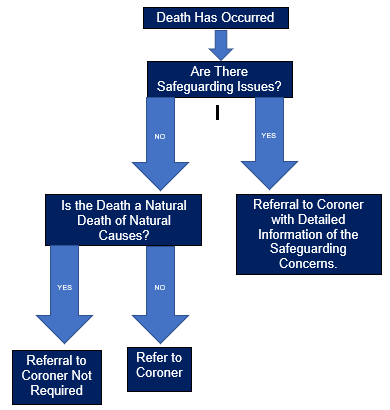 Death Has Occurred
Are There
Safeguarding Issues?
NO
YES
Is the Death a Natural
Death of Natural
Causes?
Referral to Coroner
with Detailed
Information of the
Safeguarding
Concerns.
YES
NO
Referral to
Coroner Not
Required
Refer to
Coroner